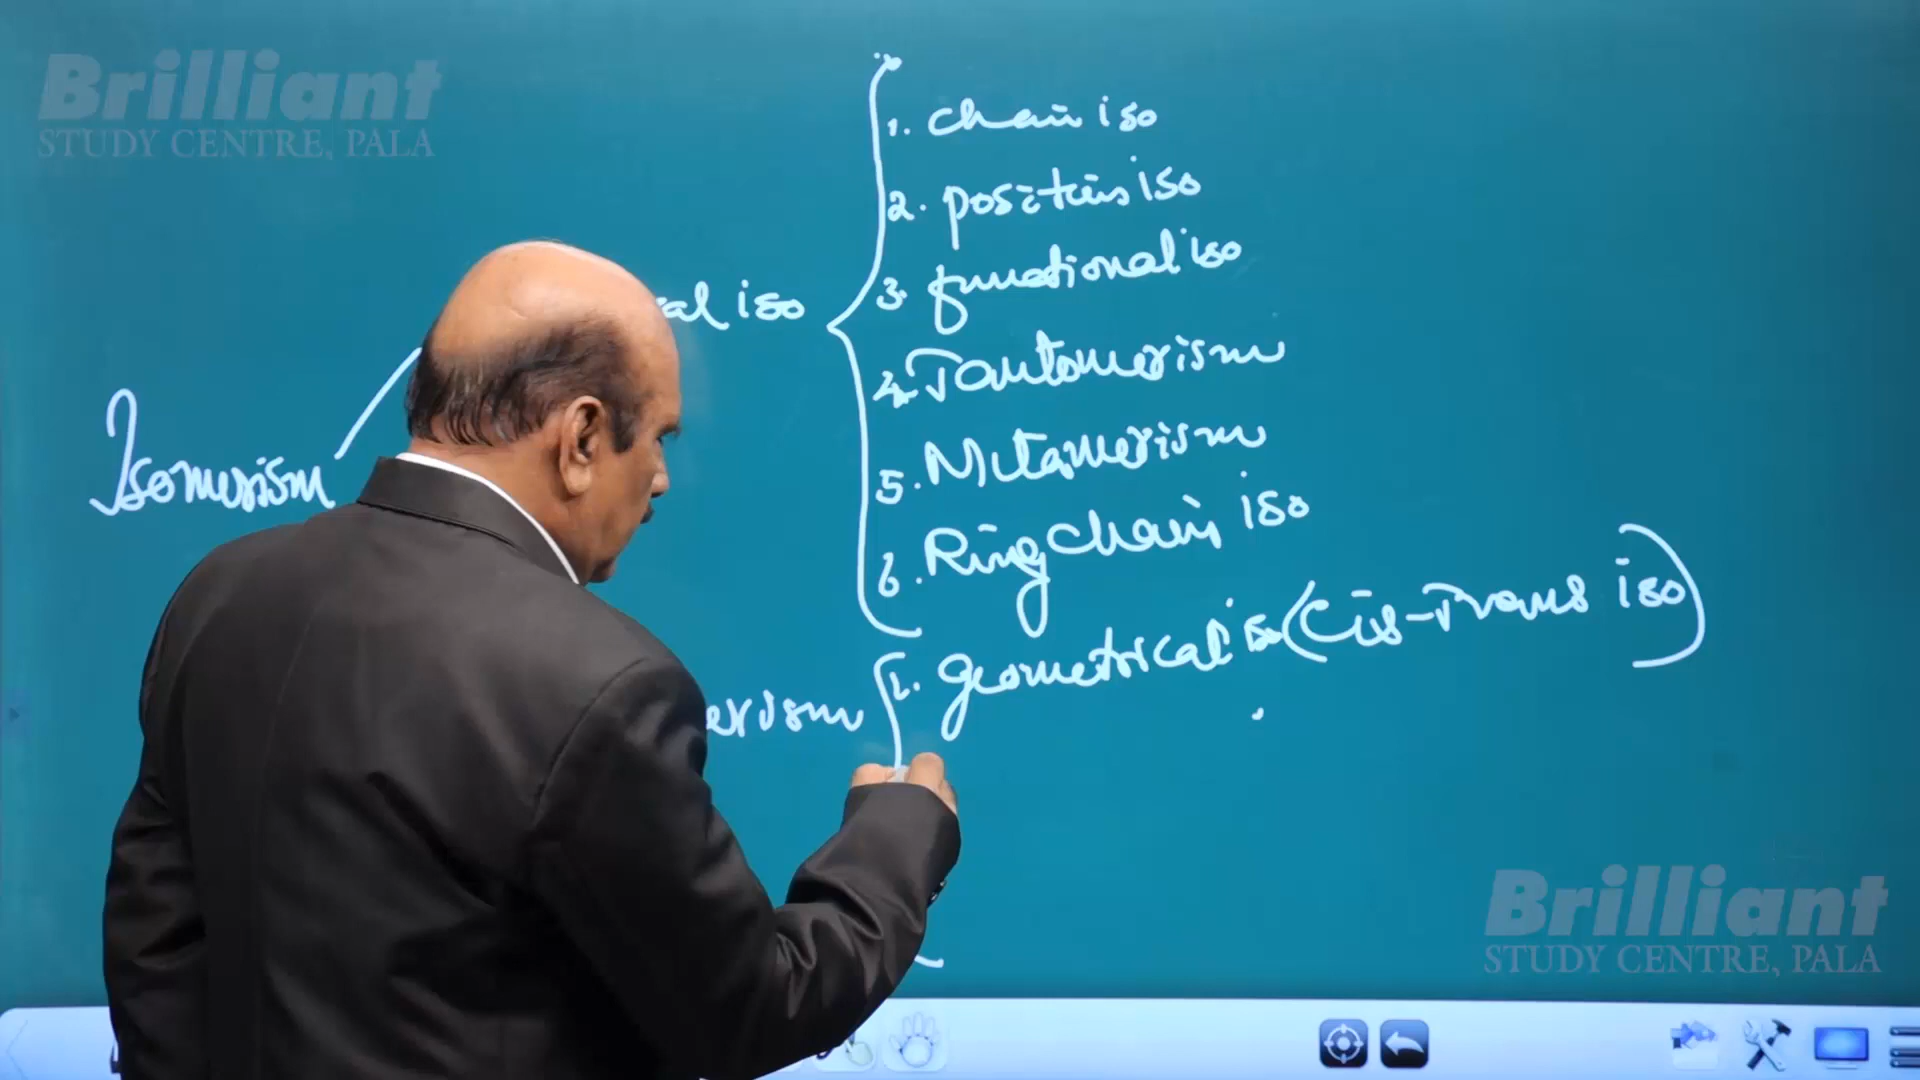 Brilliant
STUDY CENTRE, PALA
1. chain iso
2. position iso
3. functional iso
al iso
4. Tautomerism
Isomerism
5. Metamerism
6. Ring chain iso
erism
1. geometrical iso (Cis-Trans iso)
Brilliant
STUDY CENTRE, PALA